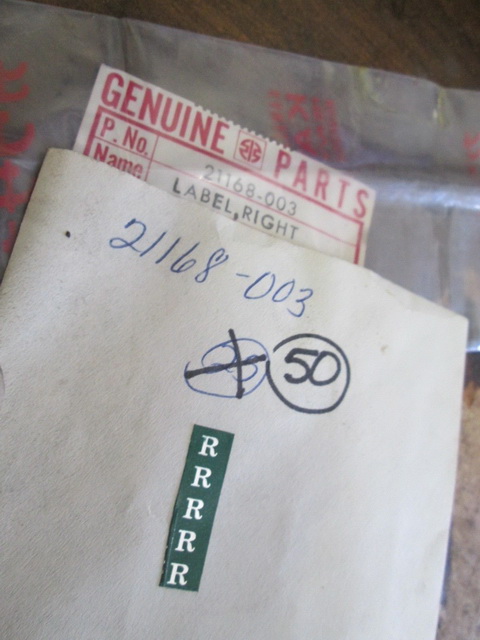 GENUINE PARTS
P. No. 21168-003
Name LABEL, RIGHT
21168-003
50
R
R
R
R
R